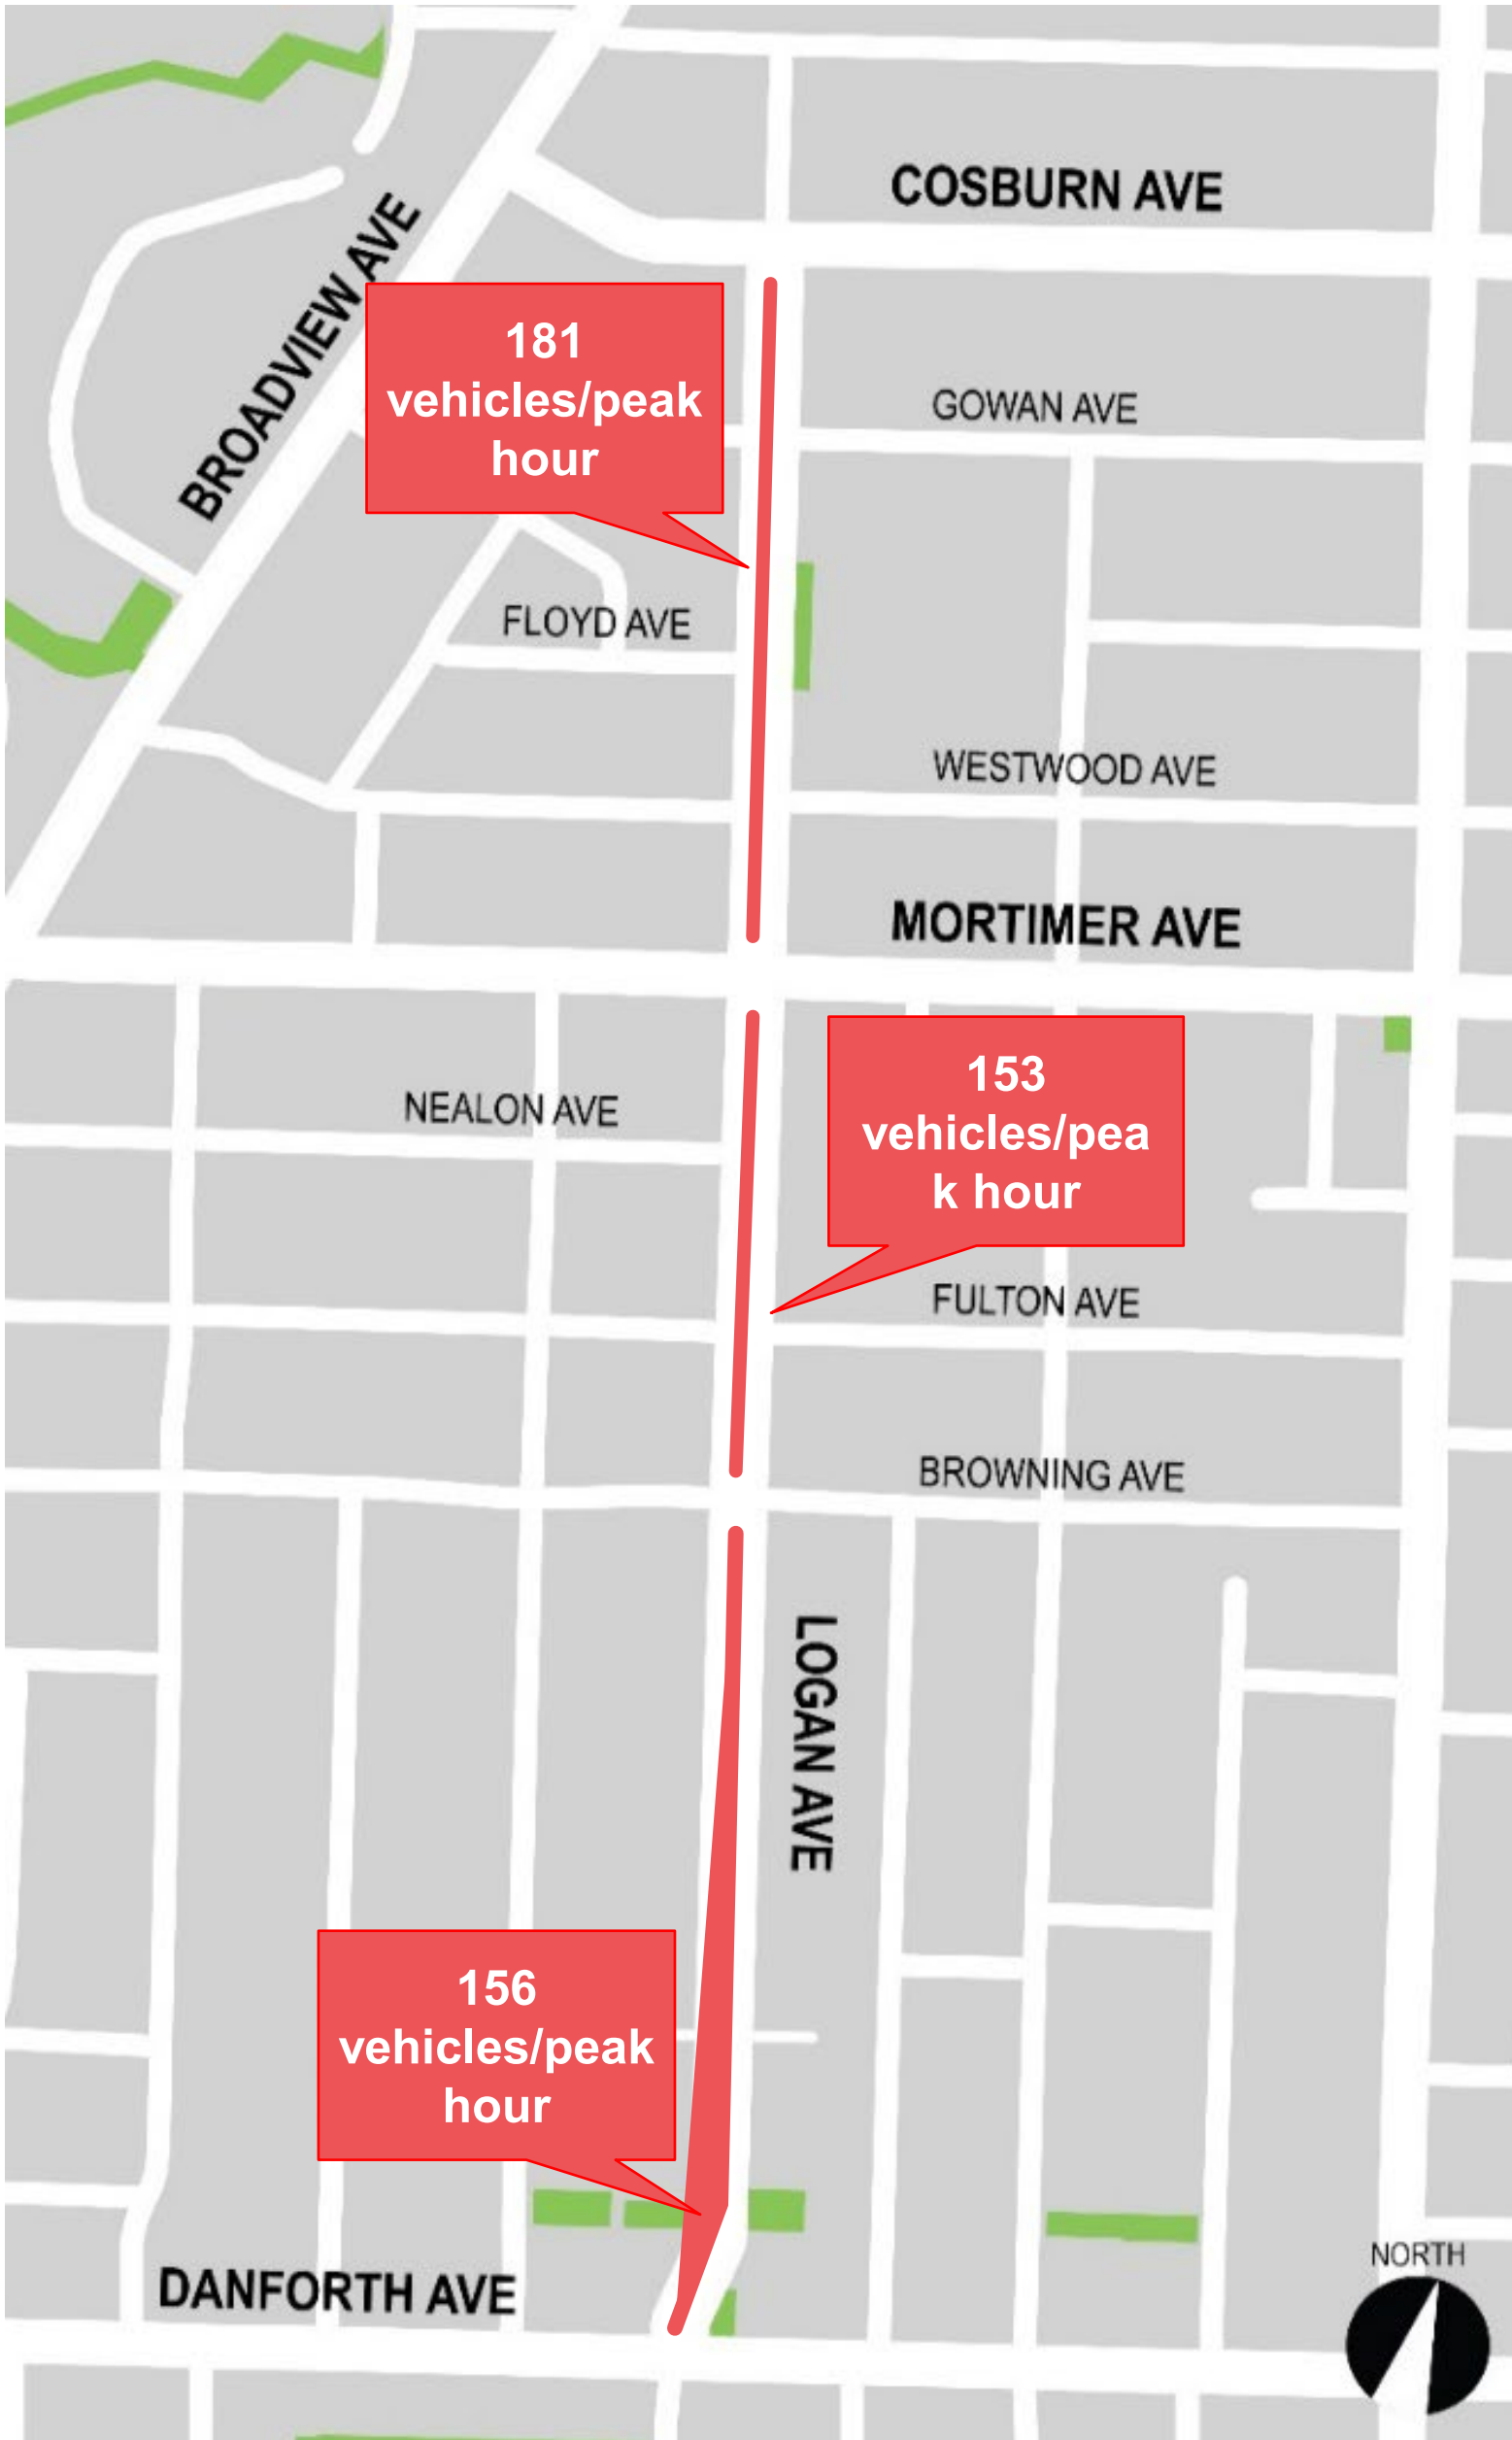 COSBURN AVE
BROADVIEW AVE
181
vehicles/peak
hour
GOWAN AVE
FLOYD AVE
WESTWOOD AVE
MORTIMER AVE
153
vehicles/pea
k hour
NEALON AVE
FULTON AVE
BROWNING AVE
LOGAN AVE
156
vehicles/peak
hour
NORTH
DANFORTH AVE